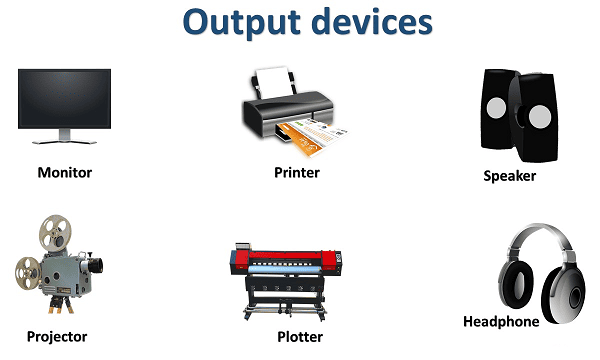 Output devices
Monitor
Printer
Speaker
Projector
Plotter
Headphone